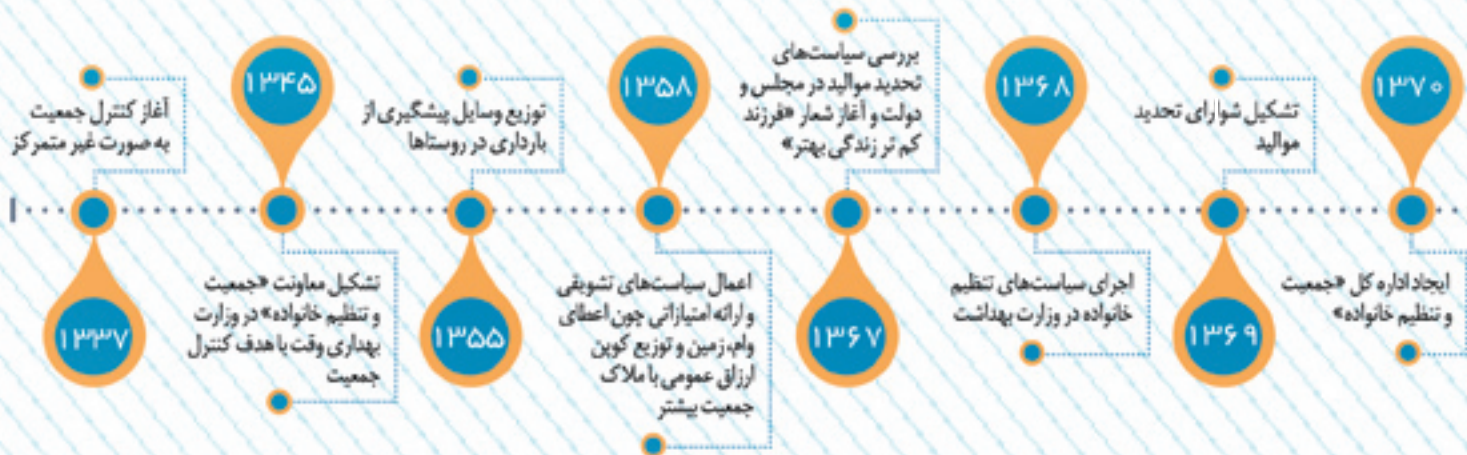 ۱۳۳۷
آغاز کنترل جمعیت
به صورت غیر متمرکز
۱۳۴۵
تشکیل معاونت «جمعیت
و تنظیم خانواده» در وزارت
بهداری وقت با هدف کنترل
جمعیت
۱۳۵۵
توزیع وسایل پیشگیری از
بارداری در روستاها
۱۳۵۸
اعمال سیاست‌های تشویقی
و ارائه امتیازاتی چون اعطای
وام، زمین و توزیع کوپن
ارزاق عمومی با ملاک
جمعیت بیشتر
۱۳۶۷
بررسی سیاست‌های
تحدید موالید در مجلس و
دولت و آغاز شعار «فرزند
کم تر زندگی بهتر»
۱۳۶۸
اجرای سیاست‌های تنظیم
خانواده در وزارت بهداشت
۱۳۶۹
تشکیل شوارای تحدید
موالید
۱۳۷۰
ایجاد اداره کل «جمعیت
و تنظیم خانواده»